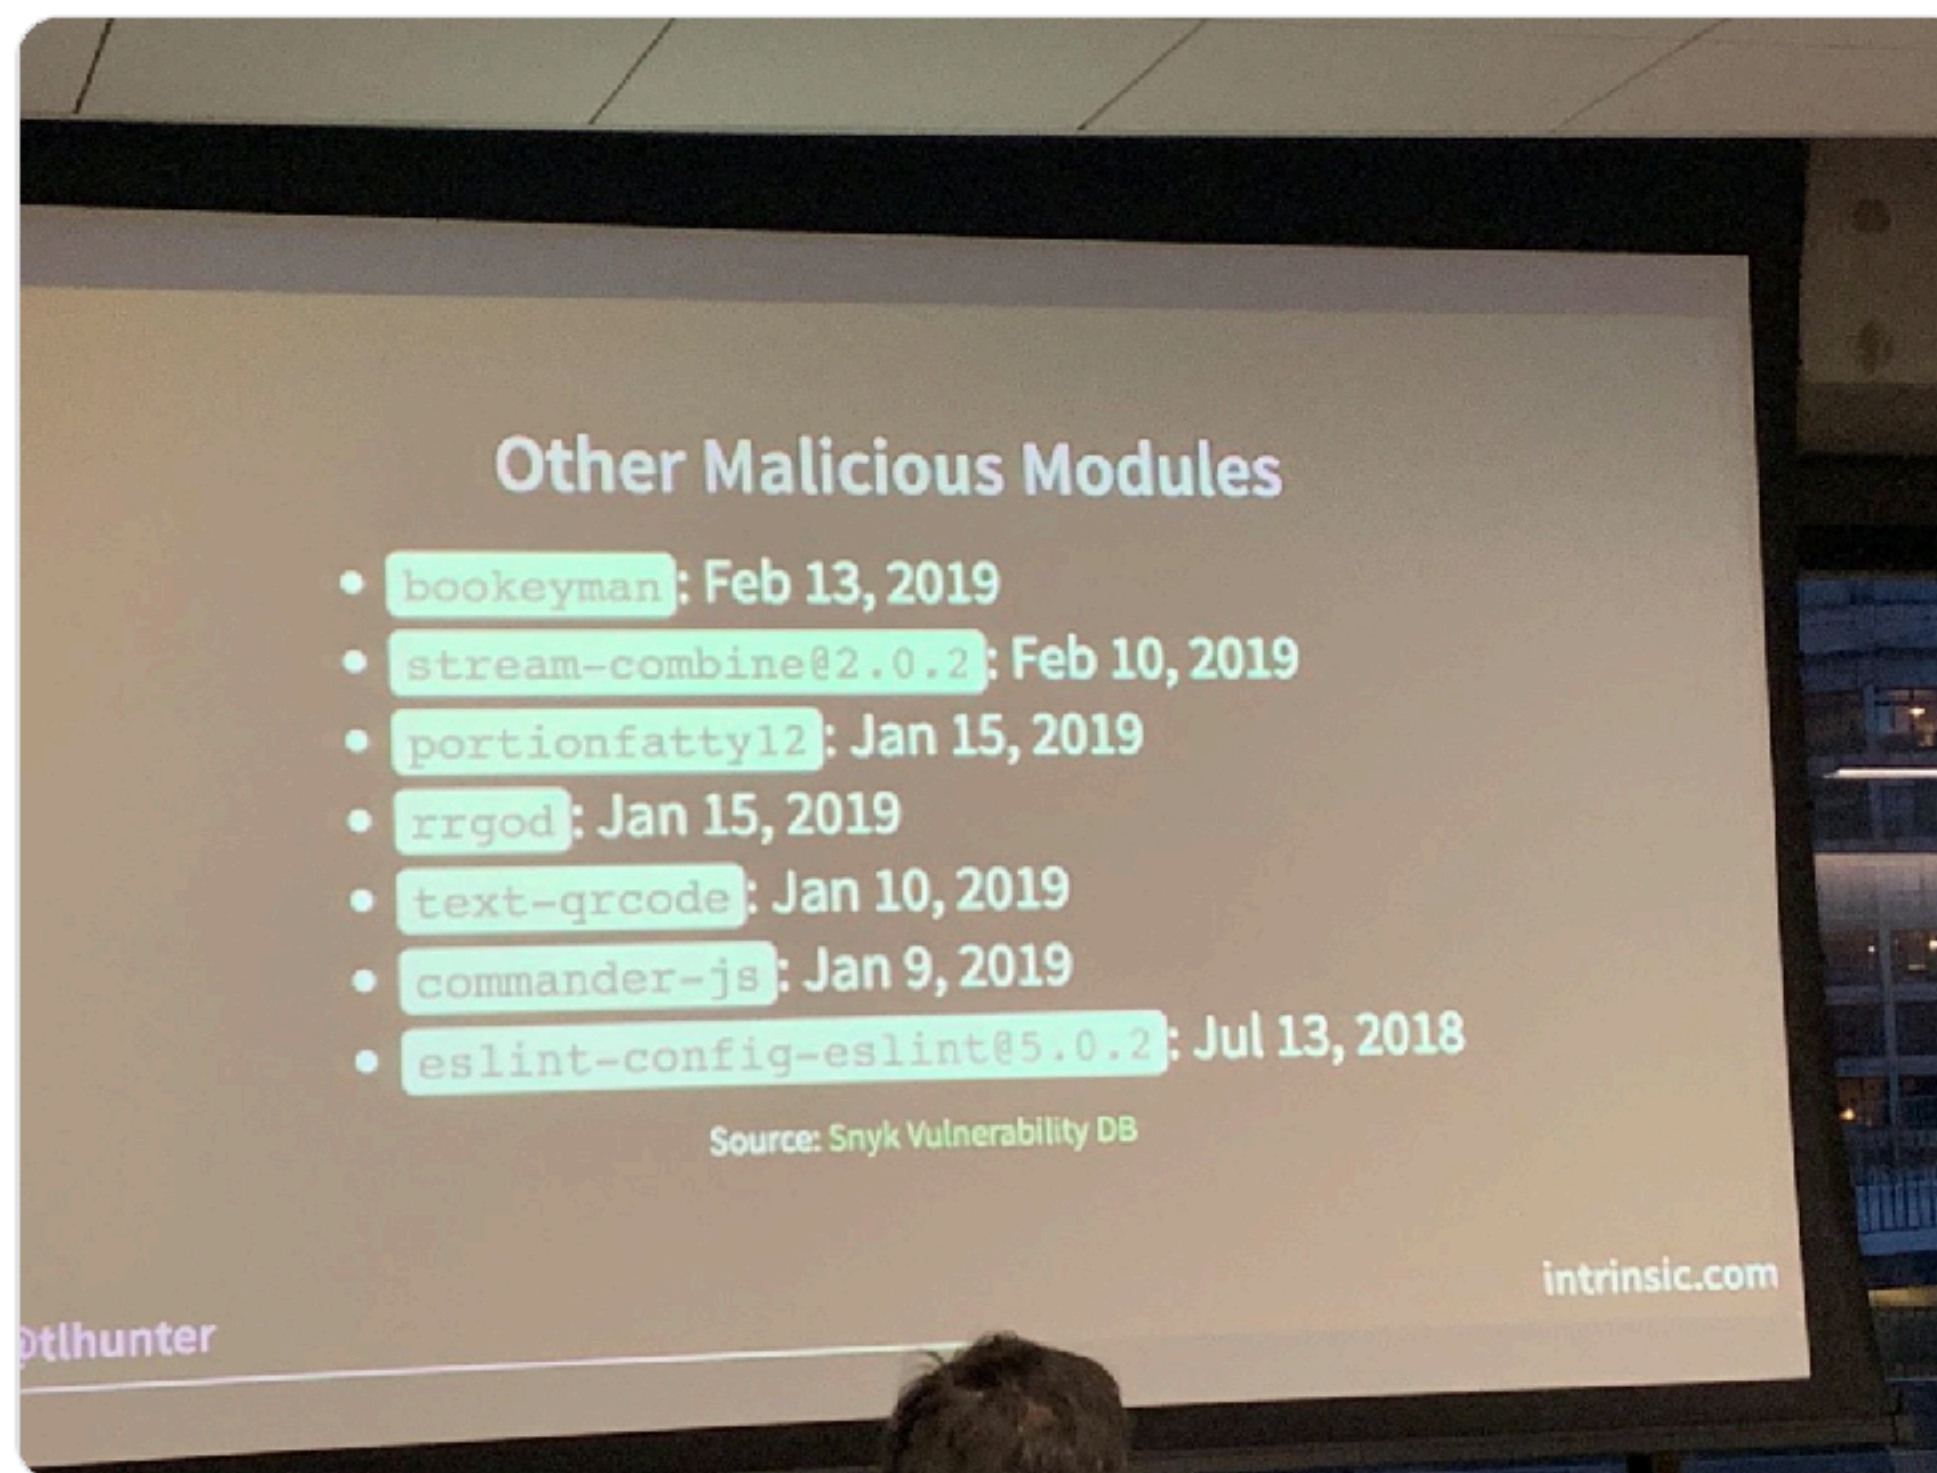 Other Malicious Modules
• bookeyman: Feb 13, 2019
• stream-combine@2.0.2: Feb 10, 2019
• portionfatty12: Jan 15, 2019
• rrgod: Jan 15, 2019
• text-qrcode: Jan 10, 2019
• commander-js: Jan 9, 2019
• eslint-config-eslint@5.0.2: Jul 13, 2018
Source: Snyk Vulnerability DB
intrinsic.com
@tlhunter